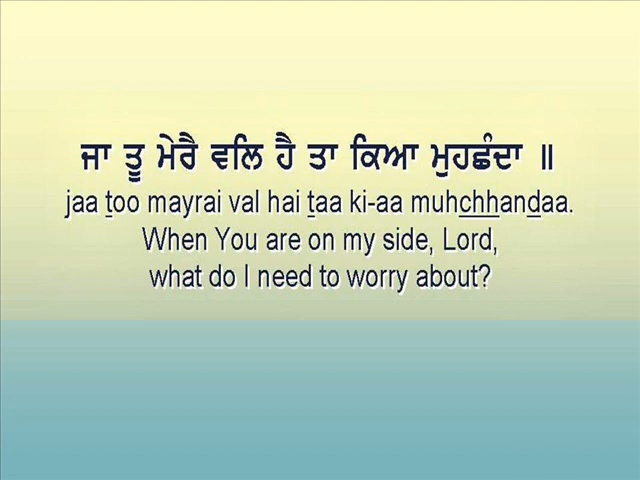 ਜਾ ਤੂ ਮੇਰੈ ਵਲਿ ਹੈ ਤਾ ਕਿਆ ਮੁਹਛੰਦਾ ॥
jaa too mayrai val hai taa ki-aa muhchhandaa.
When You are on my side, Lord,
what do I need to worry about?